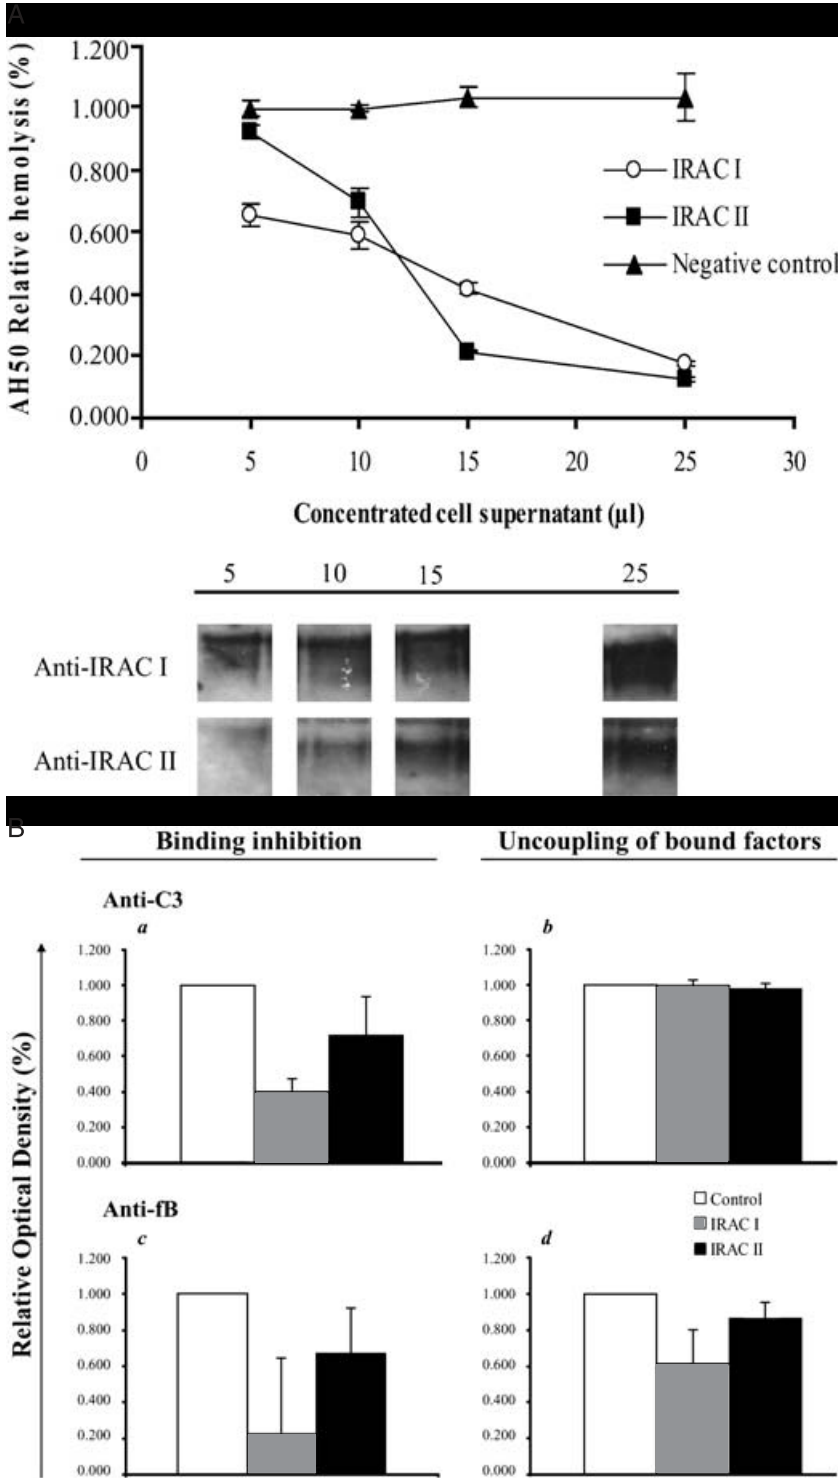 A
AH50 Relative hemolysis (%)
1.200
1.000
0.800
0.600
0.400
0.200
0.000
IRAC I
IRAC II
Negative control
0 5 10 15 20 25 30
Concentrated cell supernatant (µl)
5 10 15 25
Anti-IRAC I
Anti-IRAC II
B
Binding inhibition
Uncoupling of bound factors
Relative Optical Density (%)
Anti-C3
a
1.200
1.000
0.800
0.600
0.400
0.200
0.000
b
1.200
1.000
0.800
0.600
0.400
0.200
0.000
Anti-fB
c
1.200
1.000
0.800
0.600
0.400
0.200
0.000
Control
IRAC I
IRAC II
d
1.200
1.000
0.800
0.600
0.400
0.200
0.000